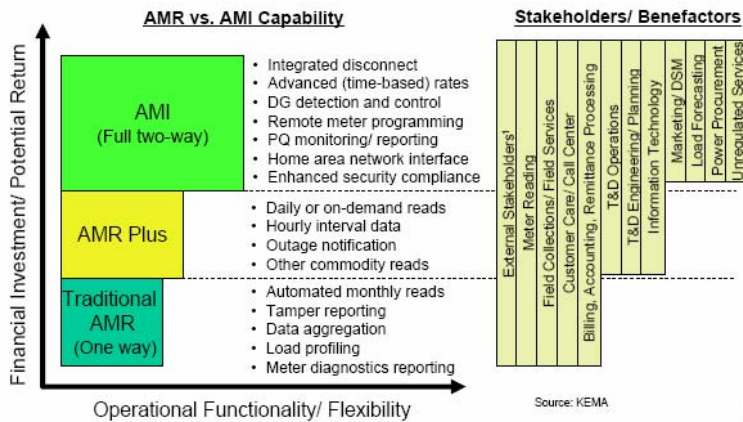 AMR vs. AMI Capability
Stakeholders/ Benefactors
Financial Investment/ Potential Return
AMI
(Full two-way)
• Integrated disconnect
• Advanced (time-based) rates
• DG detection and control
• Remote meter programming
• PQ monitoring/ reporting
• Home area network interface
• Enhanced security compliance
AMR Plus
• Daily or on-demand reads
• Hourly interval data
• Outage notification
• Other commodity reads
Traditional
AMR
(One way)
• Automated monthly reads
• Tamper reporting
• Data aggregation
• Load profiling
• Meter diagnostics reporting
Operational Functionality/ Flexibility
External Stakeholders¹
Meter Reading
Field Collections/ Field Services
Customer Care/ Call Center
Billing, Accounting, Remittance Processing
T&D Operations
T&D Engineering/ Planning
Information Technology
Marketing/ DSM
Load Forecasting
Power Procurement
Unregulated Services
Source: KEMA